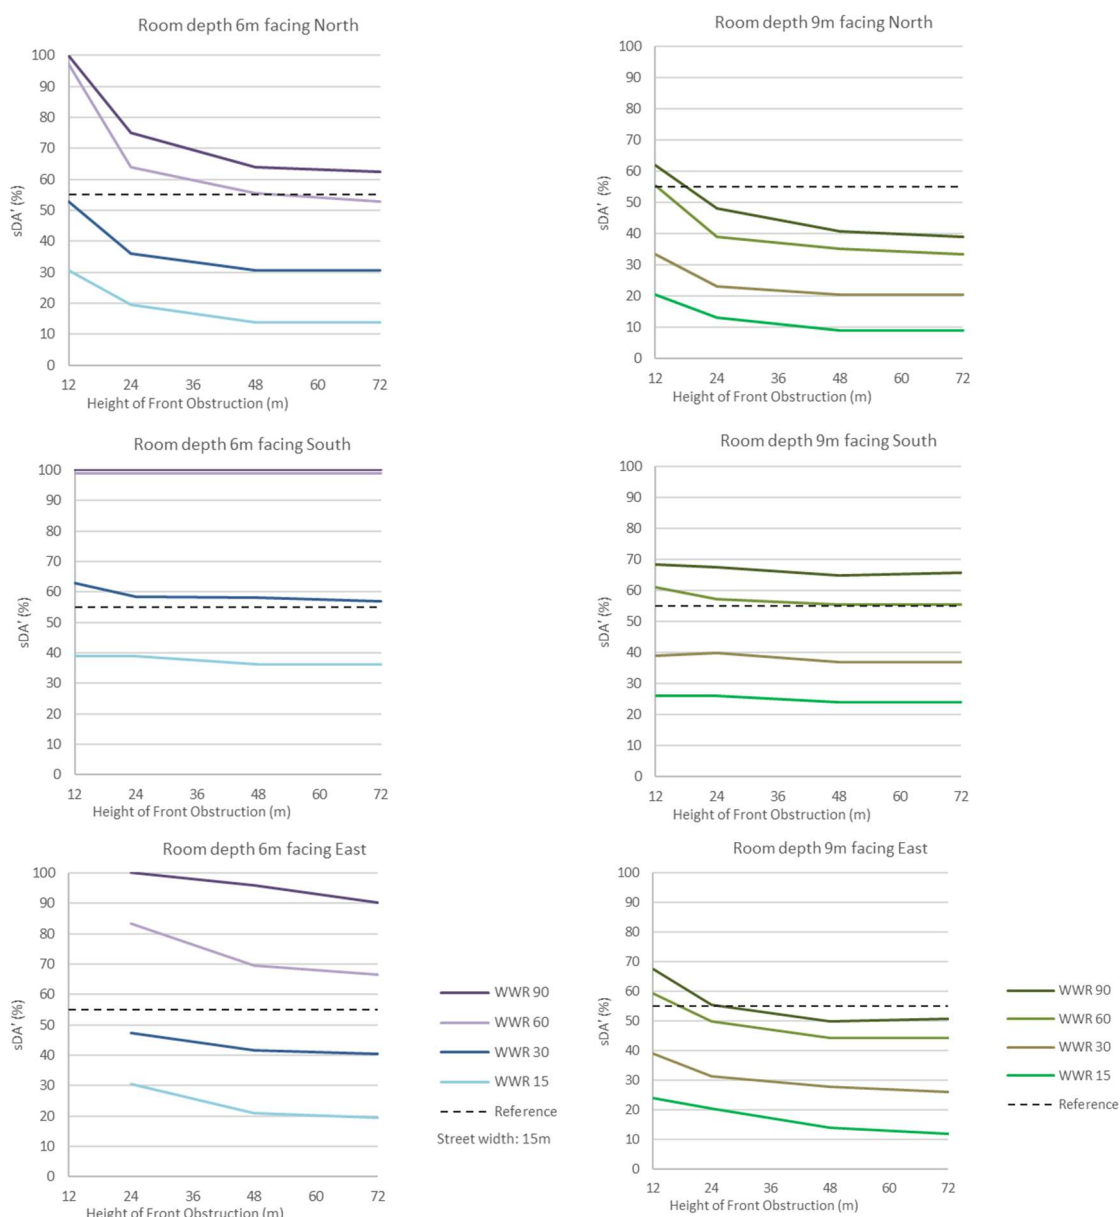 Room depth 6m facing North
100
90
80
70
60
50
40
30
20
10
0
sDA′ (%)
12 24 36 48 60 72
Height of Front Obstruction (m)
Room depth 9m facing North
100
90
80
70
60
50
40
30
20
10
0
sDA′ (%)
12 24 36 48 60 72
Height of Front Obstruction (m)
Room depth 6m facing South
100
90
80
70
60
50
40
30
20
10
0
sDA′ (%)
12 24 36 48 60 72
Height of Front Obstruction (m)
Room depth 9m facing South
100
90
80
70
60
50
40
30
20
10
0
sDA′ (%)
12 24 36 48 60 72
Height of Front Obstruction (m)
Room depth 6m facing East
100
90
80
70
60
50
40
30
20
10
0
sDA′ (%)
12 24 36 48 60 72
Height of Front Obstruction (m)
WWR 90
WWR 60
WWR 30
WWR 15
Reference
Street width: 15m
Room depth 9m facing East
100
90
80
70
60
50
40
30
20
10
0
sDA′ (%)
12 24 36 48 60 72
Height of Front Obstruction (m)
WWR 90
WWR 60
WWR 30
WWR 15
Reference